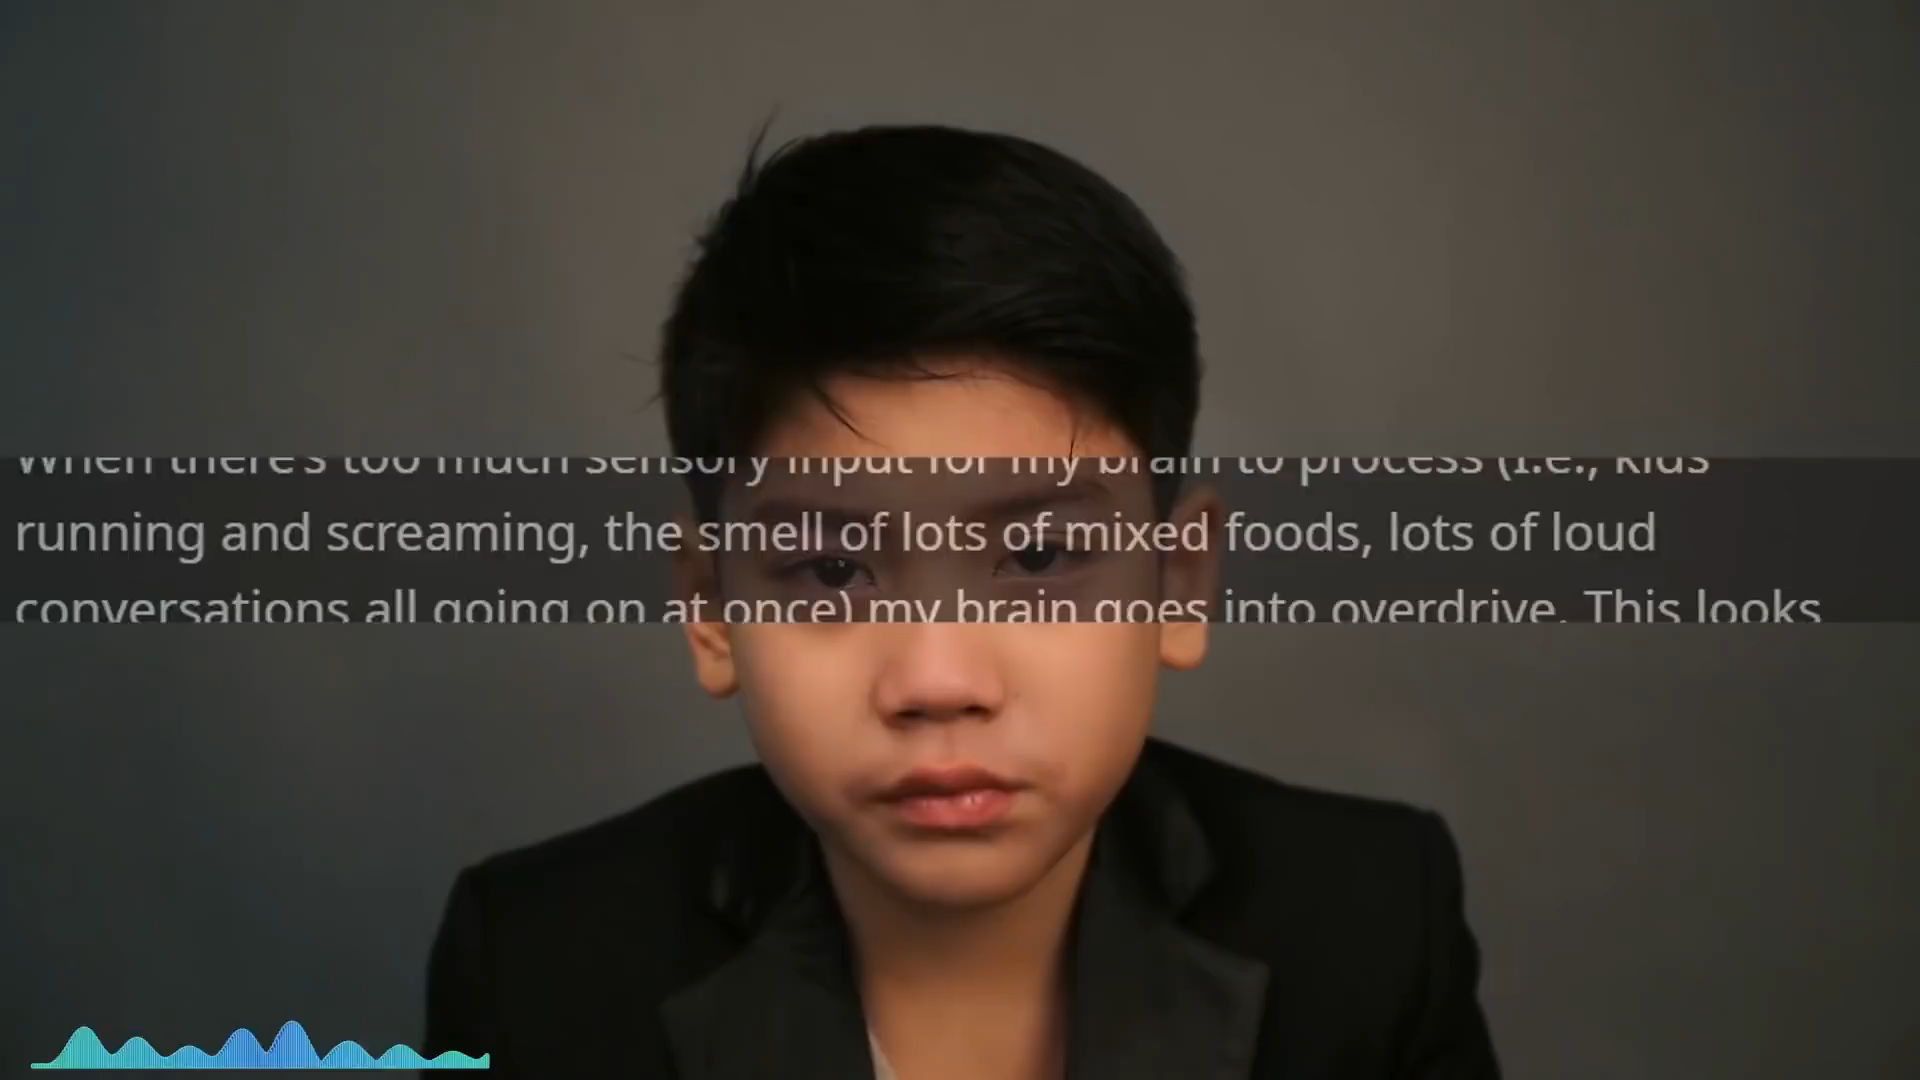 When there's too much sensory input for my brain to process (I.e., kids
running and screaming, the smell of lots of mixed foods, lots of loud
conversations all going on at once) my brain goes into overdrive. This looks